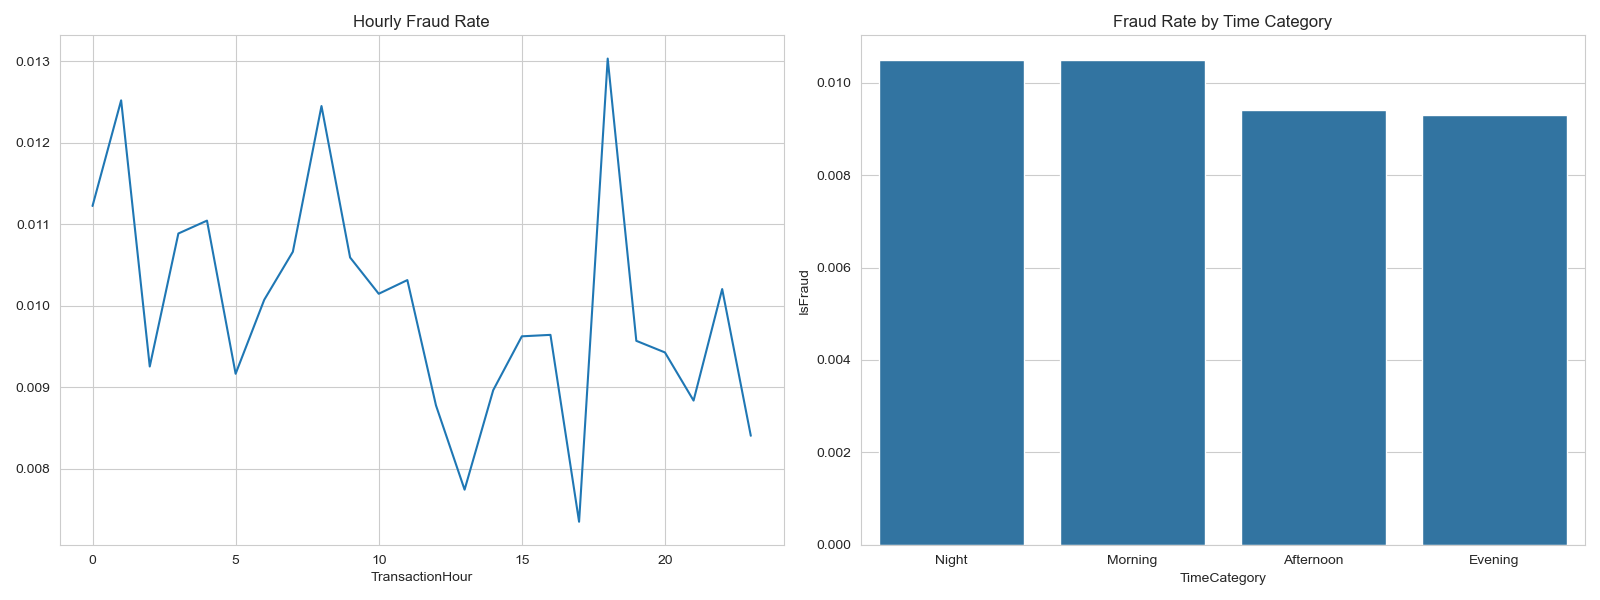 Hourly Fraud Rate
0.013
0.012
0.011
0.010
0.009
0.008
0
5
10
15
20
TransactionHour
Fraud Rate by Time Category
IsFraud
0.010
0.008
0.006
0.004
0.002
0.000
Night
Morning
Afternoon
Evening
TimeCategory